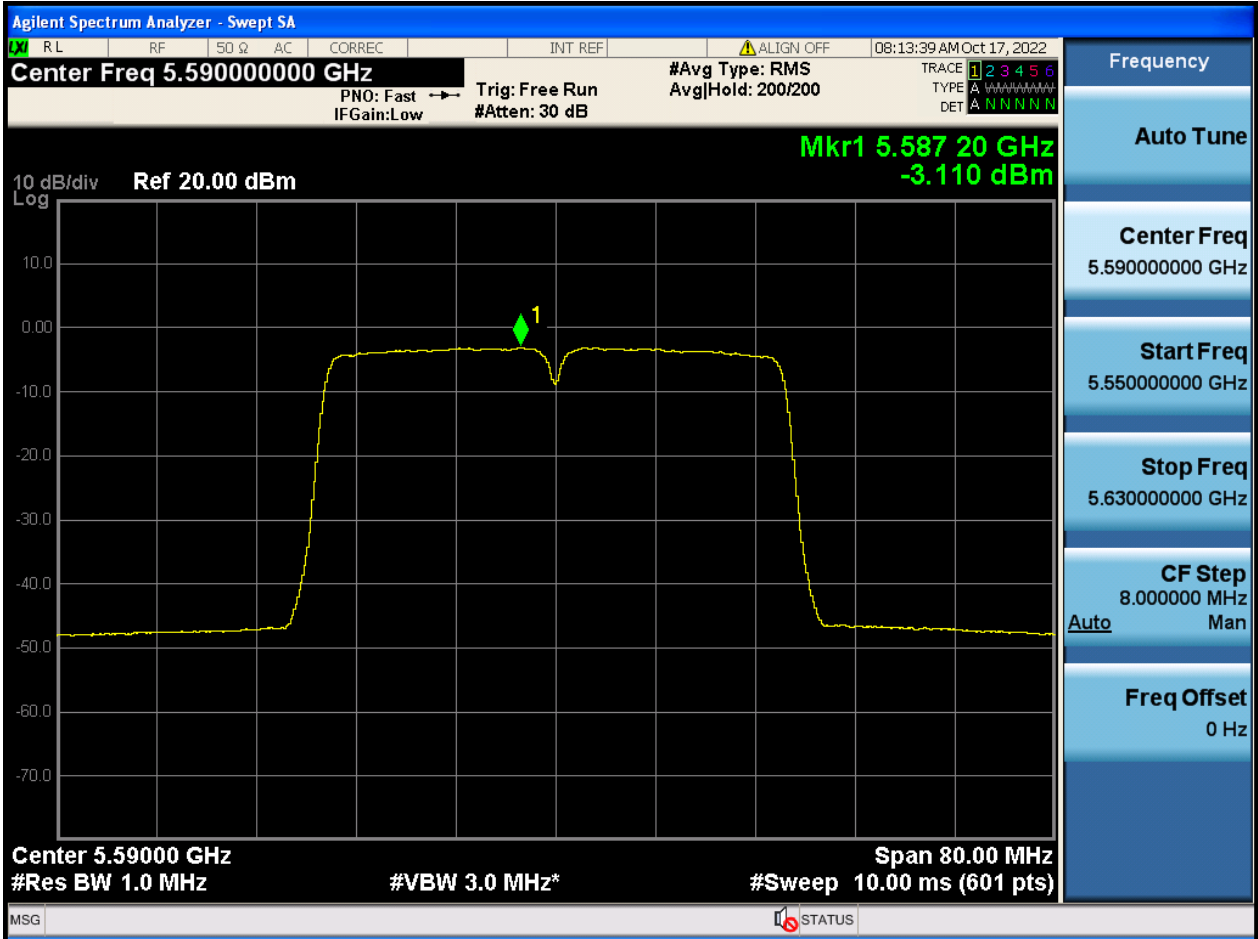 Agilent Spectrum Analyzer - Swept SA
LXI RL RF 50 Ω AC CORREC INT REF ALIGN OFF 08:13:39 AM Oct 17, 2022
Center Freq 5.590000000 GHz
PNO: Fast
IFGain:Low
Trig: Free Run
#Atten: 30 dB
#Avg Type: RMS
Avg|Hold: 200/200
TRACE 1 2 3 4 5 6
TYPE A WWWWW
DET A N N N N N
Mkr1 5.587 20 GHz
-3.110 dBm
10 dB/div Ref 20.00 dBm
Log
10.0
0.00
-10.0
-20.0
-30.0
-40.0
-50.0
-60.0
-70.0
1
Center 5.59000 GHz Span 80.00 MHz
#Res BW 1.0 MHz #VBW 3.0 MHz* #Sweep 10.00 ms (601 pts)
MSG STATUS
Frequency
Auto Tune
Center Freq
5.590000000 GHz
Start Freq
5.550000000 GHz
Stop Freq
5.630000000 GHz
CF Step
8.000000 MHz
Auto Man
Freq Offset
0 Hz